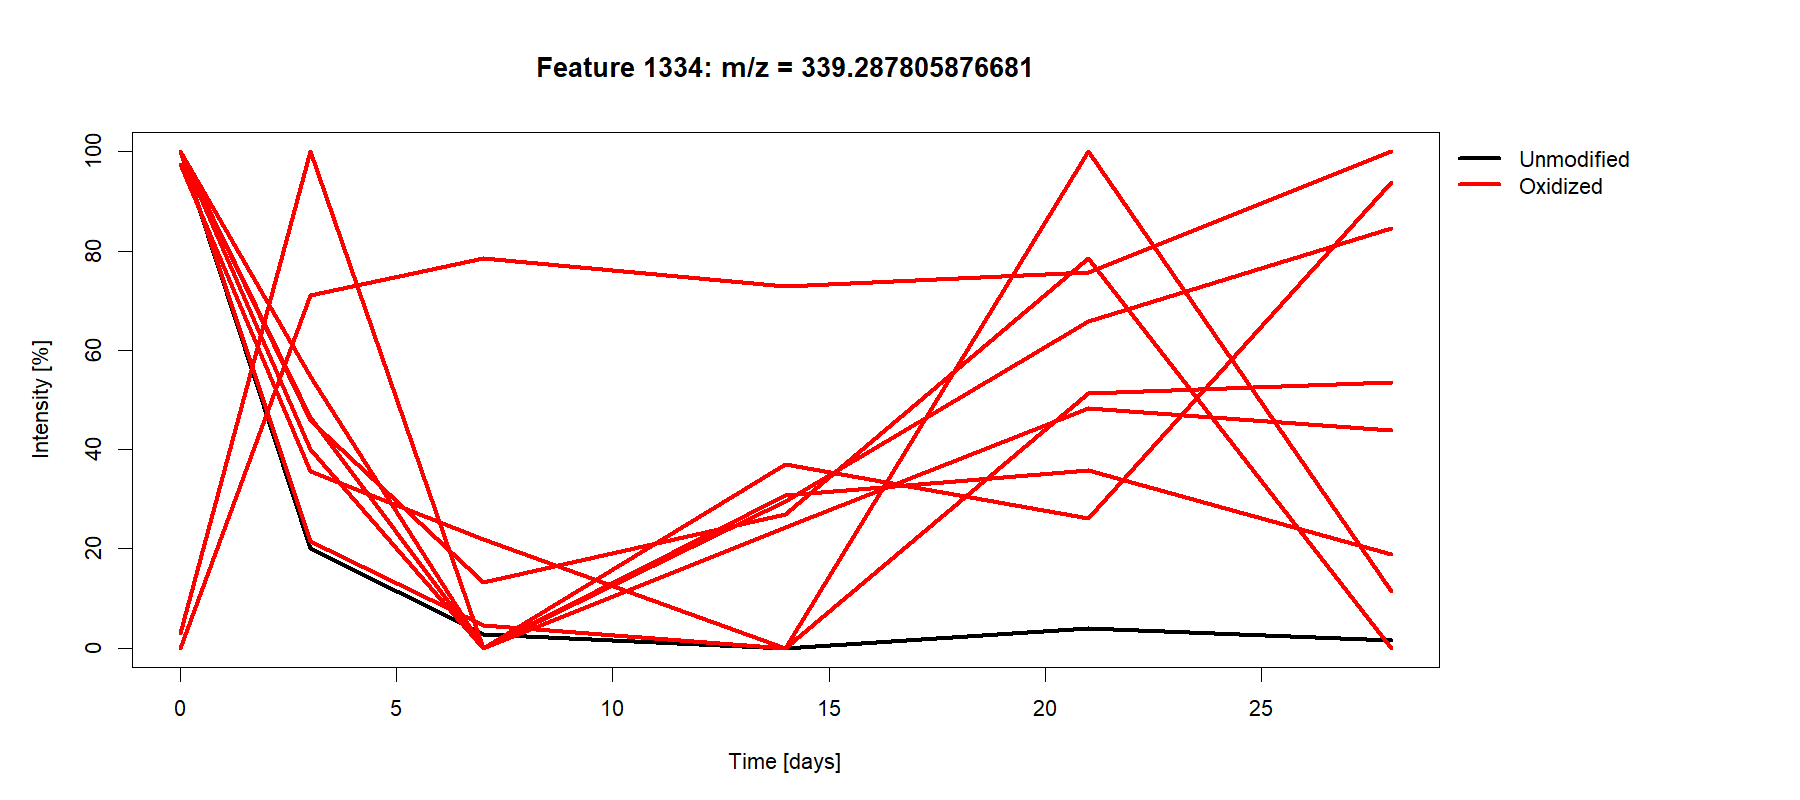 Feature 1334: m/z = 339.287805876681
Unmodified
Oxidized
Intensity [%]
100
80
60
40
20
0
0 5 10 15 20 25
Time [days]